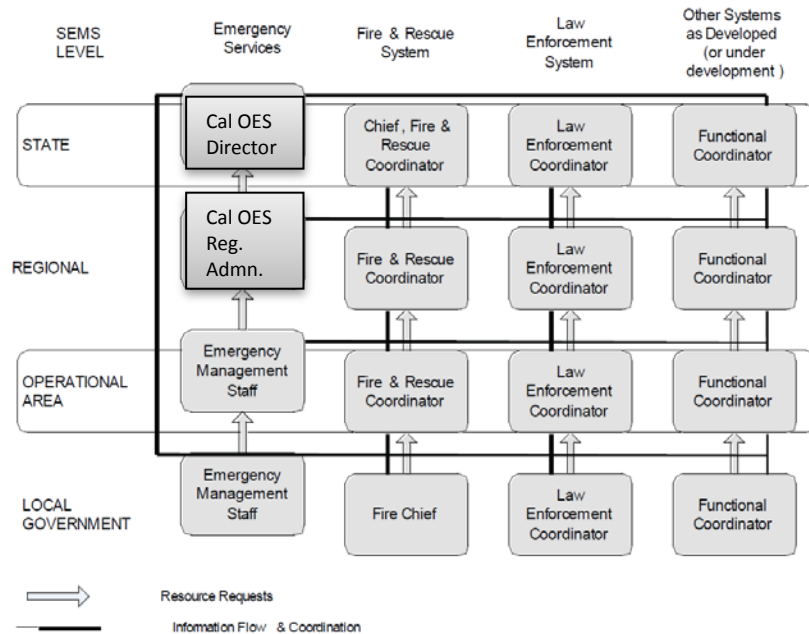 SEMS
LEVEL
Emergency
Services
Fire & Rescue
System
Law
Enforcement
System
Other Systems
as Developed
(or under
development )
STATE
Cal OES
Director
Chief , Fire &
Rescue
Coordinator
Law
Enforcement
Coordinator
Functional
Coordinator
REGIONAL
Cal OES
Reg.
Admn.
Fire & Rescue
Coordinator
Law
Enforcement
Coordinator
Functional
Coordinator
OPERATIONAL
AREA
Emergency
Management
Staff
Fire & Rescue
Coordinator
Law
Enforcement
Coordinator
Functional
Coordinator
LOCAL
GOVERNMENT
Emergency
Management
Staff
Fire Chief
Law
Enforcement
Coordinator
Functional
Coordinator
Resource Requests
Information Flow & Coordination